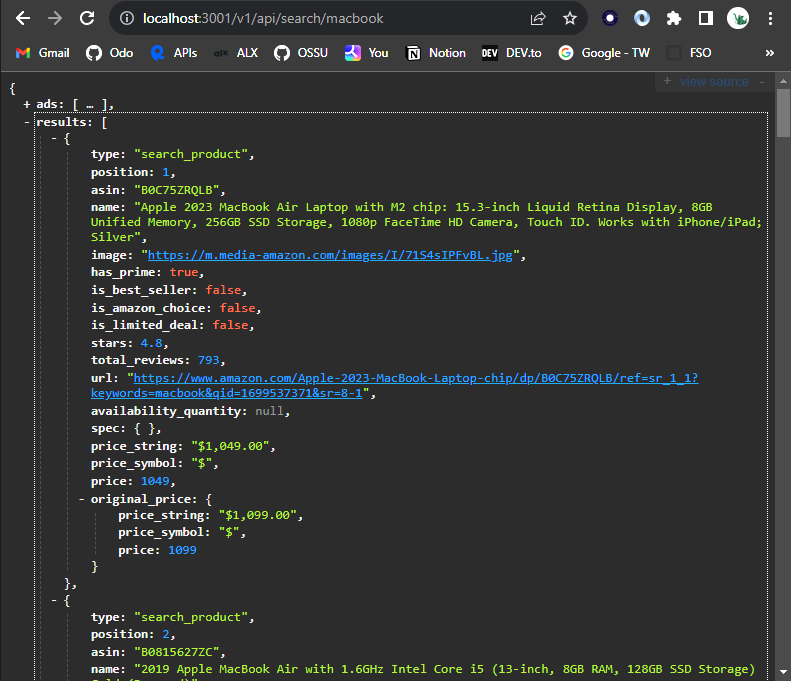 localhost:3001/v1/api/search/macbook
Gmail Odo APIs alx ALX OSSU You Notion DEV DEV.to Google - TW FSO »
+ view source -
{
+ ads: [ … ],
- results: [
- {
type: "search_product",
position: 1,
asin: "B0C75ZRQLB",
name: "Apple 2023 MacBook Air Laptop with M2 chip: 15.3-inch Liquid Retina Display, 8GB
Unified Memory, 256GB SSD Storage, 1080p FaceTime HD Camera, Touch ID. Works with iPhone/iPad;
Silver",
image: "https://m.media-amazon.com/images/I/71S4sIPFvBL.jpg",
has_prime: true,
is_best_seller: false,
is_amazon_choice: false,
is_limited_deal: false,
stars: 4.8,
total_reviews: 793,
url: "https://www.amazon.com/Apple-2023-MacBook-Laptop-chip/dp/B0C75ZRQLB/ref=sr_1_1?
keywords=macbook&qid=1699537371&sr=8-1",
availability_quantity: null,
spec: { },
price_string: "$1,049.00",
price_symbol: "$",
price: 1049,
- original_price: {
price_string: "$1,099.00",
price_symbol: "$",
price: 1099
}
},
- {
type: "search_product",
position: 2,
asin: "B0815627ZC",
name: "2019 Apple MacBook Air with 1.6GHz Intel Core i5 (13-inch, 8GB RAM, 128GB SSD Storage)